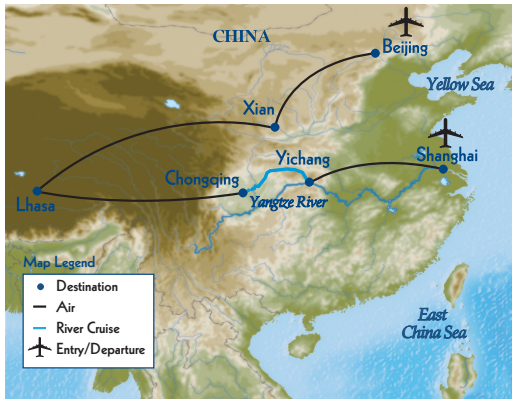 CHINA
Beijing
Yellow Sea
Xian
Yichang
Shanghai
Chongqing
Lhasa
Yangtze River
Map Legend
Destination
Air
River Cruise
Entry/Departure
East
China Sea